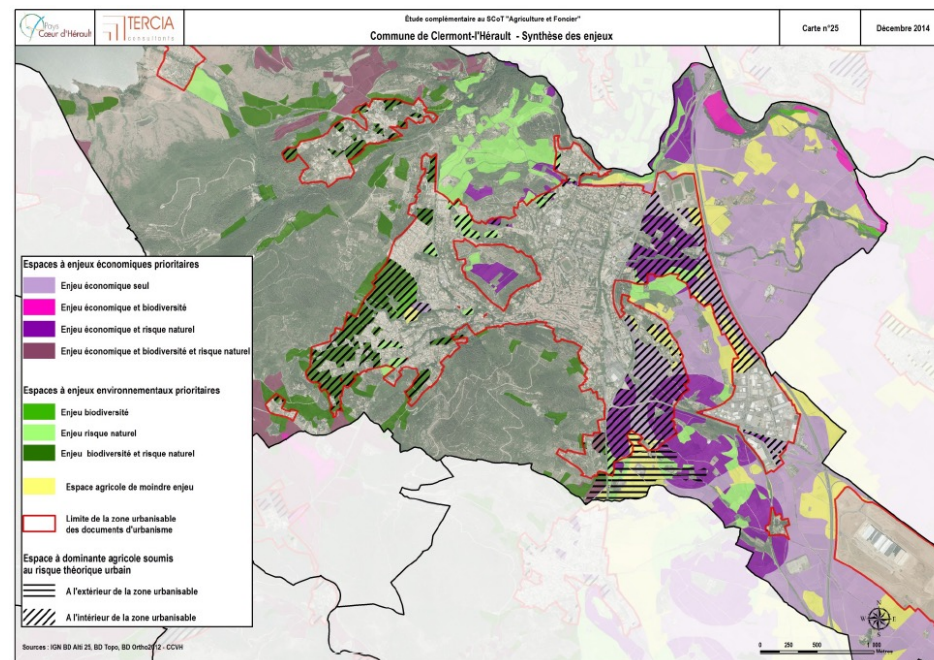 Pays
Cœur d'Hérault
TERCIA
consultants
Étude complémentaire au SCoT "Agriculture et Foncier"
Commune de Clermont-l'Hérault - Synthèse des enjeux
Carte n°25
Décembre 2014
Espaces à enjeux économiques prioritaires
Enjeu économique seul
Enjeu économique et biodiversité
Enjeu économique et risque naturel
Enjeu économique et biodiversité et risque naturel
Espaces à enjeux environnementaux prioritaires
Enjeu biodiversité
Enjeu risque naturel
Enjeu biodiversité et risque naturel
Espace agricole de moindre enjeu
Limite de la zone urbanisable
des documents d'urbanisme
Espace à dominante agricole soumis
au risque théorique urbain
A l'extérieur de la zone urbanisable
A l'intérieur de la zone urbanisable
Sources : IGN BD Alti 25, BD Topo, BD Ortho2012 - CCVH
N
W
E
S
0 250 500 1 000
Mètres